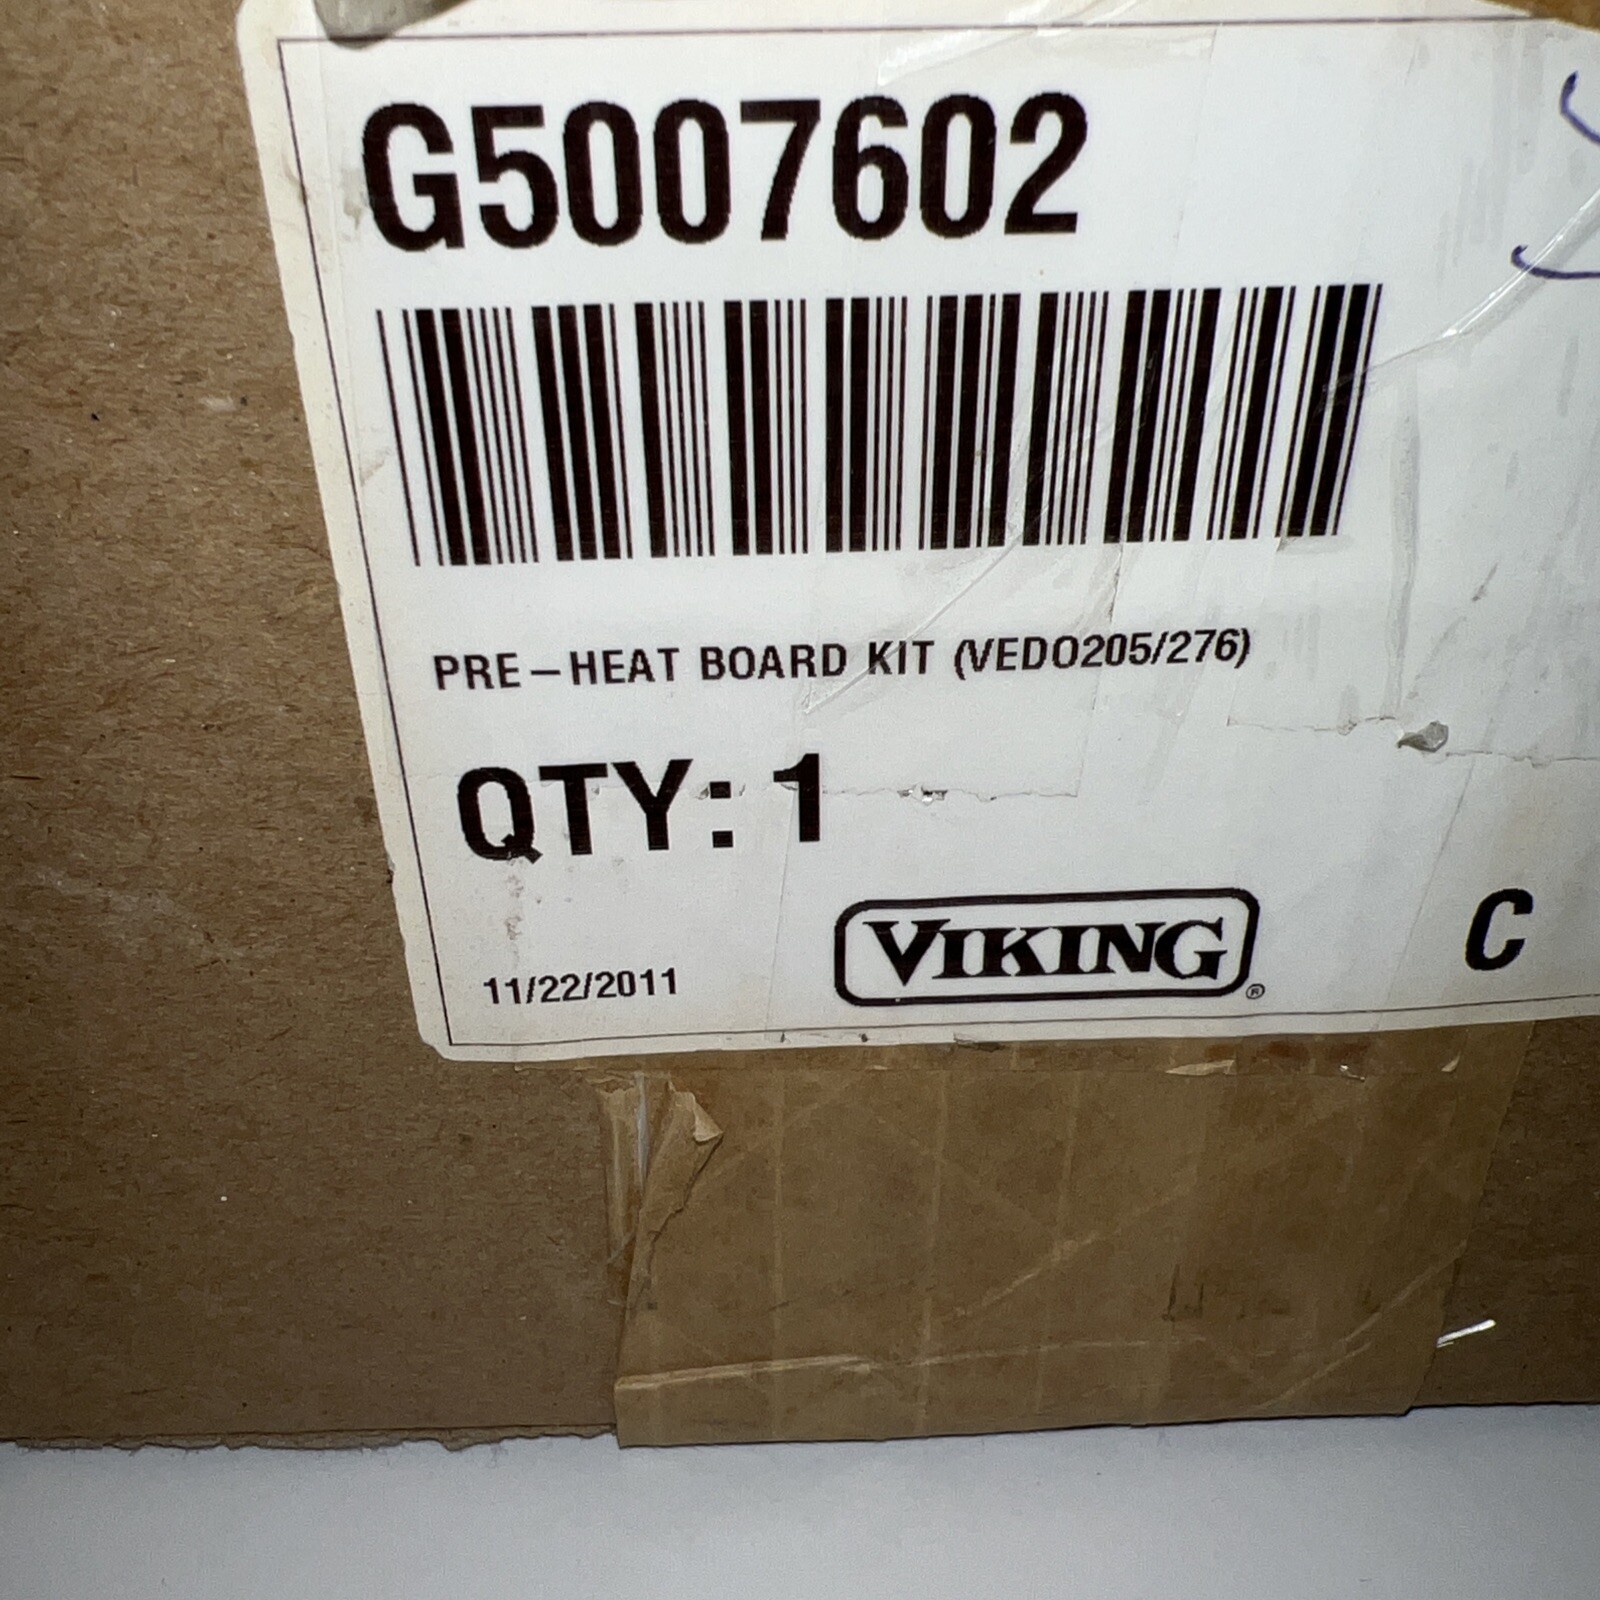 G5007602
PRE-HEAT BOARD KIT (VEDO205/276)
QTY: 1
11/22/2011
VIKING®
C